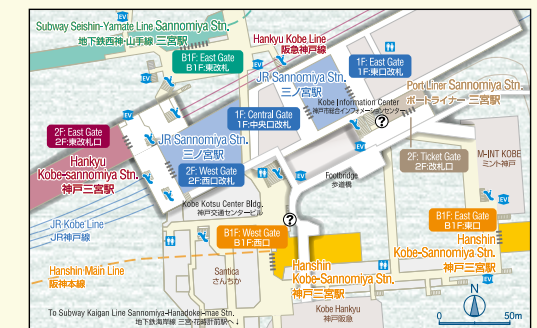 Subway Seishin-Yamate Line Sannomiya Stn.
地下鉄西神・山手線 三宮駅
EV
Hankyu Kobe Line
阪急神戸線
B1F: East Gate
B1F:東改札
1F: East Gate
1F:東改札
EV
JR Sannomiya Stn.
三ノ宮駅
EV
Port Liner Sannomiya Stn.
ポートライナー 三宮駅
Kobe Information Center
神戸市総合インフォメーションセンター
?
1F: Central Gate
1F:中央口改札
2F: East Gate
2F:東改札口
JR Sannomiya Stn.
三ノ宮駅
Hankyu
Kobe-sannomiya Stn.
神戸三宮駅
2F: West Gate
2F:西口改札
EV
Footbridge
歩道橋
2F: Ticket Gate
2F:改札口
M-INT KOBE
ミント神戸
EV
Kobe Kotsu Center Bldg.
神戸交通センタービル
?
JR Kobe Line
JR神戸線
B1F: West Gate
B1F:西口
B1F: East Gate
B1F:東口
EV
Hanshin
Kobe-Sannomiya Stn.
神戸三宮駅
Hanshin Main Line
阪神本線
Santica
さんちか
Hanshin
Kobe-Sannomiya Stn.
神戸三宮駅
N
To Subway Kaigan Line Sannomiya-Hanadokei-mae Stn.
地下鉄海岸線 三宮・花時計前駅へ↓
Kobe Hankyu
神戸阪急
0 50m